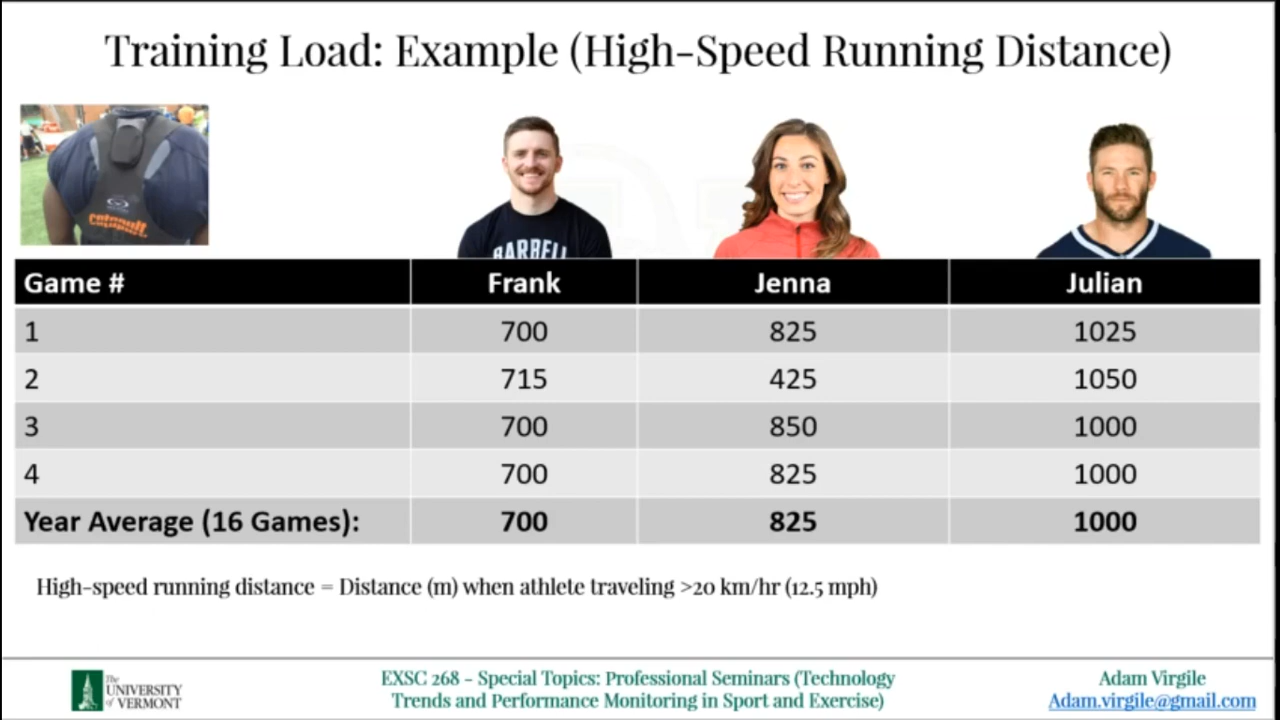 Training Load: Example (High-Speed Running Distance)
catapult
BARBELL
Game # Frank Jenna Julian
1 700 825 1025
2 715 425 1050
3 700 850 1000
4 700 825 1000
Year Average (16 Games): 700 825 1000
High-speed running distance = Distance (m) when athlete traveling >20 km/hr (12.5 mph)
The
UNIVERSITY
of VERMONT
EXSC 268 – Special Topics: Professional Seminars (Technology
Trends and Performance Monitoring in Sport and Exercise)
Adam Virgile
Adam.virgile@gmail.com